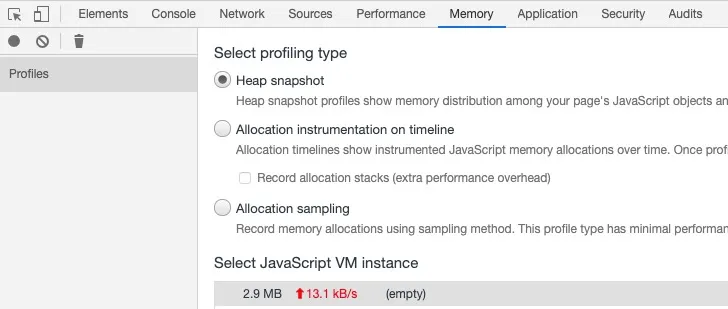 Elements Console Network Sources Performance Memory Application Security Audits
Profiles
Select profiling type
Heap snapshot
Heap snapshot profiles show memory distribution among your page's JavaScript objects an
Allocation instrumentation on timeline
Allocation timelines show instrumented JavaScript memory allocations over time. Once prof
Record allocation stacks (extra performance overhead)
Allocation sampling
Record memory allocations using sampling method. This profile type has minimal performan
Select JavaScript VM instance
2.9 MB 13.1 kB/s (empty)